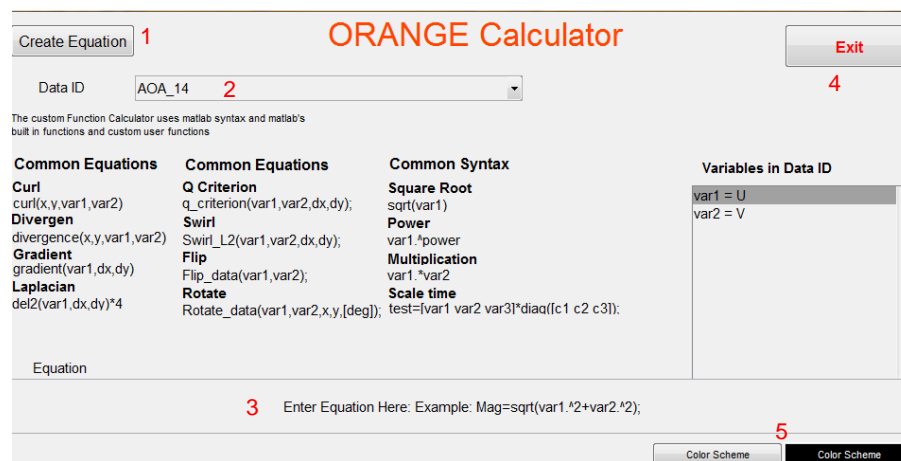 Create Equation 1
ORANGE Calculator
Exit
4
Data ID AOA_14 2
The custom Function Calculator uses matlab syntax and matlab's
built in functions and custom user functions
Common Equations
Curl
curl(x,y,var1,var2)
Divergen
divergence(x,y,var1,var2)
Gradient
gradient(var1,dx,dy)
Laplacian
del2(var1,dx,dy)*4
Common Equations
Q Criterion
q_criterion(var1,var2,dx,dy);
Swirl
Swirl_L2(var1,var2,dx,dy);
Flip
Flip_data(var1,var2);
Rotate
Rotate_data(var1,var2,x,y,[deg]);
Common Syntax
Square Root
sqrt(var1)
Power
var1.^power
Multiplication
var1.*var2
Scale time
test=[var1 var2 var3]*diag([c1 c2 c3]);
Variables in Data ID
var1 = U
var2 = V
Equation
3 Enter Equation Here: Example: Mag=sqrt(var1.^2+var2.^2);
5
Color Scheme Color Scheme